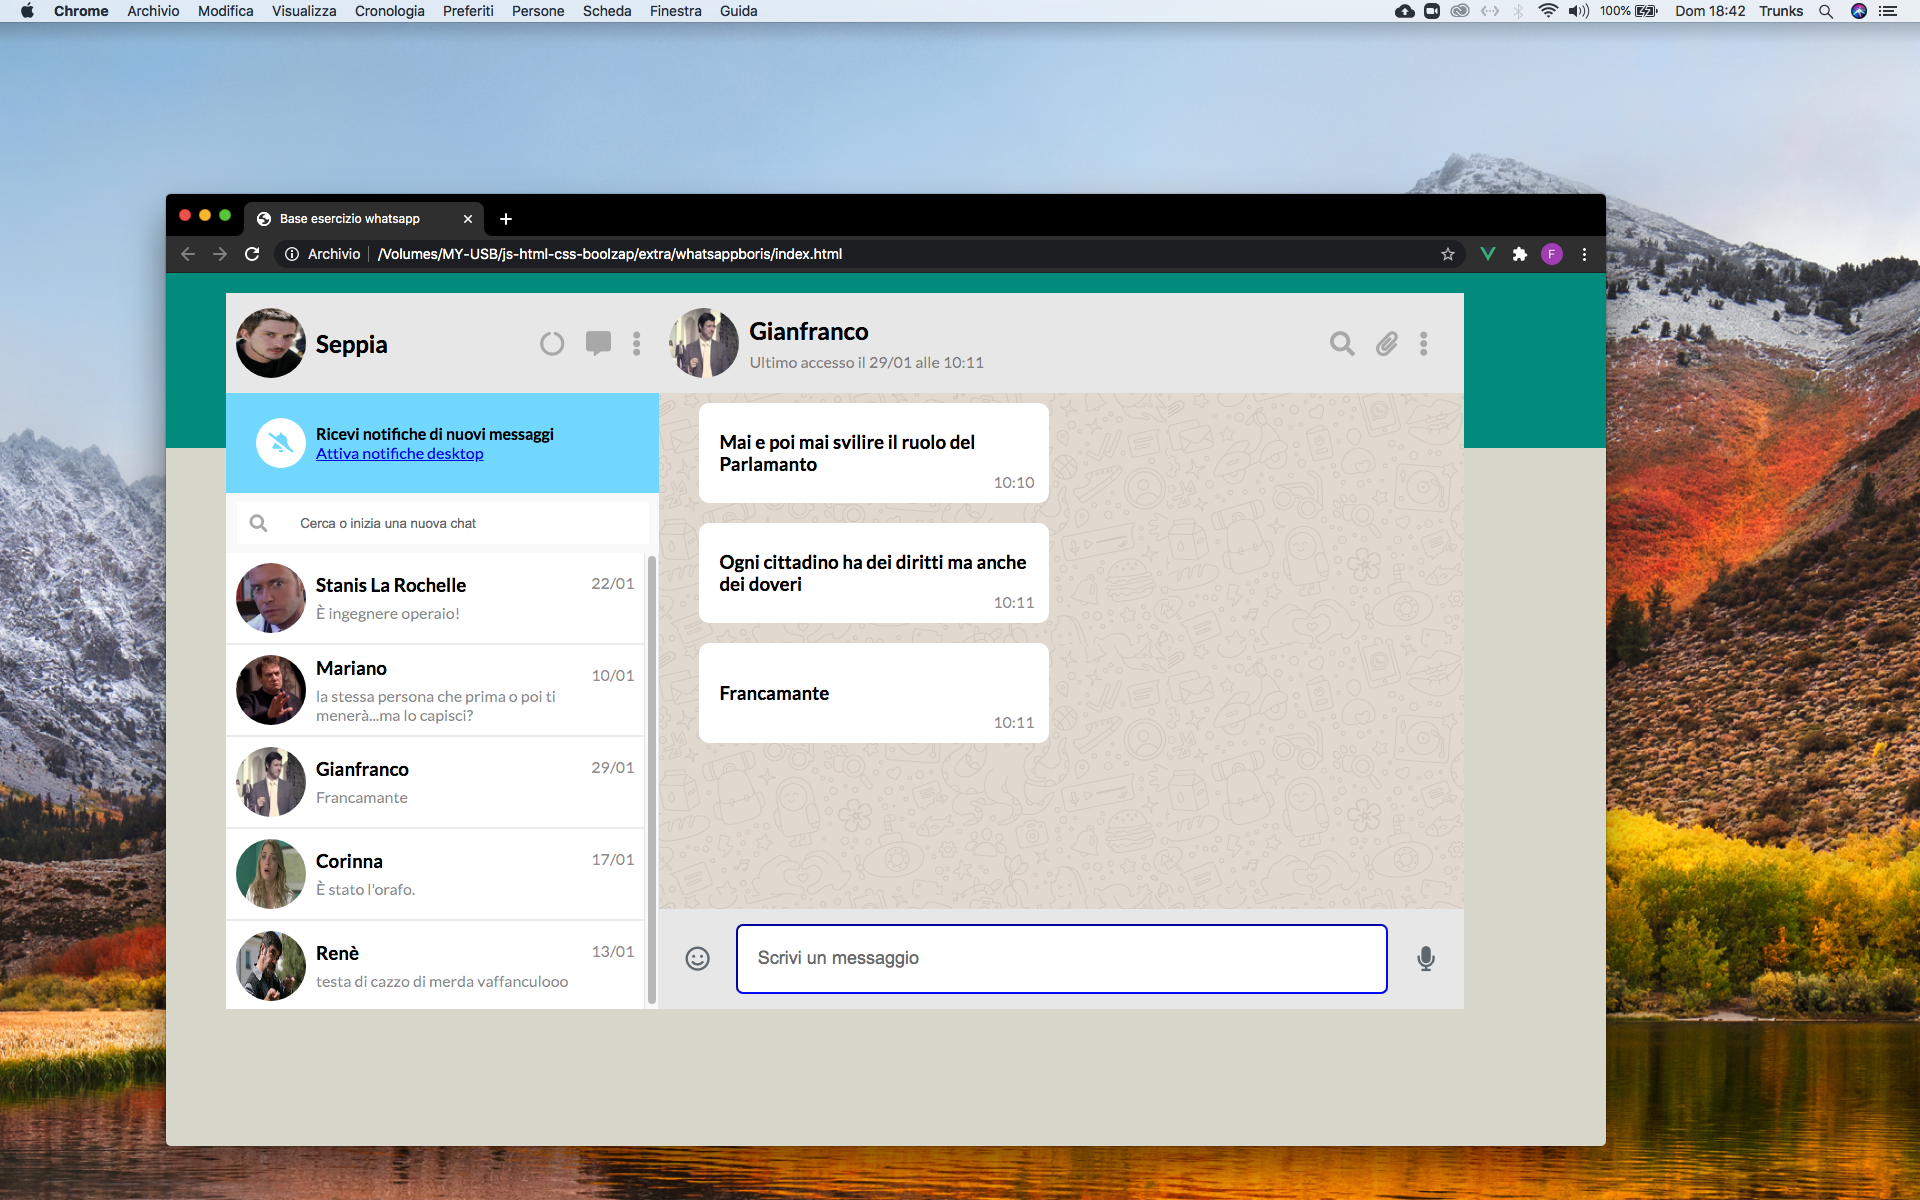 Chrome Archivio Modifica Visualizza Cronologia Preferiti Persone Scheda Finestra Guida 100% Dom 18:42 Trunks
Base esercizio whatsapp
Archivio /Volumes/MY-USB/js-html-css-boolzap/extra/whatsappboris/index.html F
Seppia
Ricevi notifiche di nuovi messaggi
Attiva notifiche desktop
Cerca o inizia una nuova chat
Stanis La Rochelle 22/01
È ingegnere operaio!
Mariano 10/01
la stessa persona che prima o poi ti
menerà...ma lo capisci?
Gianfranco 29/01
Francamante
Corinna 17/01
È stato l'orafo.
Renè 13/01
testa di cazzo di merda vaffanculooo
Gianfranco
Ultimo accesso il 29/01 alle 10:11
Mai e poi mai svilire il ruolo del
Parlamanto
10:10
Ogni cittadino ha dei diritti ma anche
dei doveri
10:11
Francamante
10:11
Scrivi un messaggio